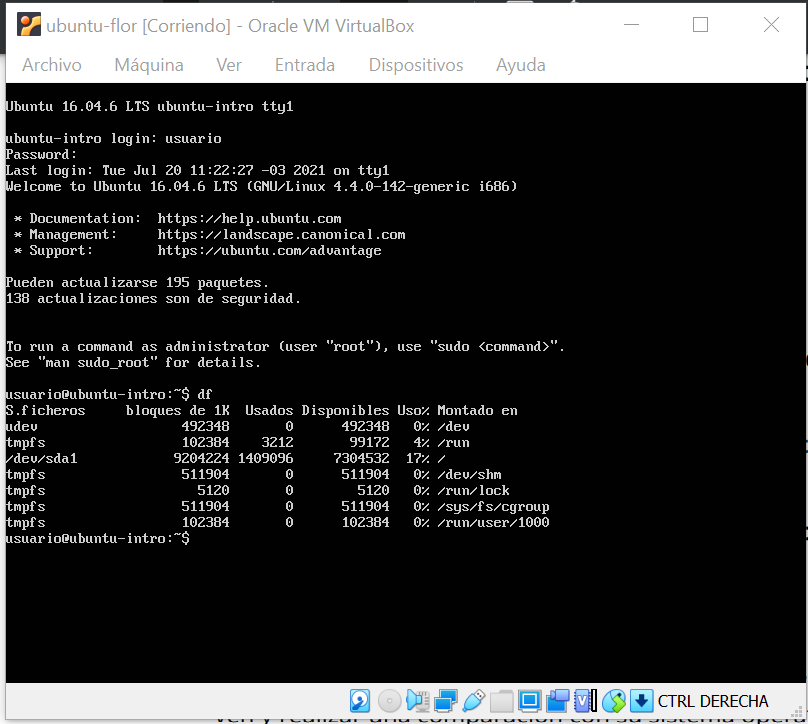 ubuntu-flor [Corriendo] - Oracle VM VirtualBox
Archivo Máquina Ver Entrada Dispositivos Ayuda
Ubuntu 16.04.6 LTS ubuntu-intro tty1
ubuntu-intro login: usuario
Password:
Last login: Tue Jul 20 11:22:27 -03 2021 on tty1
Welcome to Ubuntu 16.04.6 LTS (GNU/Linux 4.4.0-142-generic i686)
* Documentation: https://help.ubuntu.com
* Management: https://landscape.canonical.com
* Support: https://ubuntu.com/advantage
Pueden actualizarse 195 paquetes.
138 actualizaciones son de seguridad.
To run a command as administrator (user "root"), use "sudo <command>".
See "man sudo_root" for details.
usuario@ubuntu-intro:~$ df
S.ficheros bloques de 1K Usados Disponibles Uso% Montado en
udev 492348 0 492348 0% /dev
tmpfs 102384 3212 99172 4% /run
/dev/sda1 9204224 1409096 7304532 17% /
tmpfs 511904 0 511904 0% /dev/shm
tmpfs 5120 0 5120 0% /run/lock
tmpfs 511904 0 511904 0% /sys/fs/cgroup
tmpfs 102384 0 102384 0% /run/user/1000
usuario@ubuntu-intro:~$
CTRL DERECHA
ven y realizar una comparación con su sistema opera